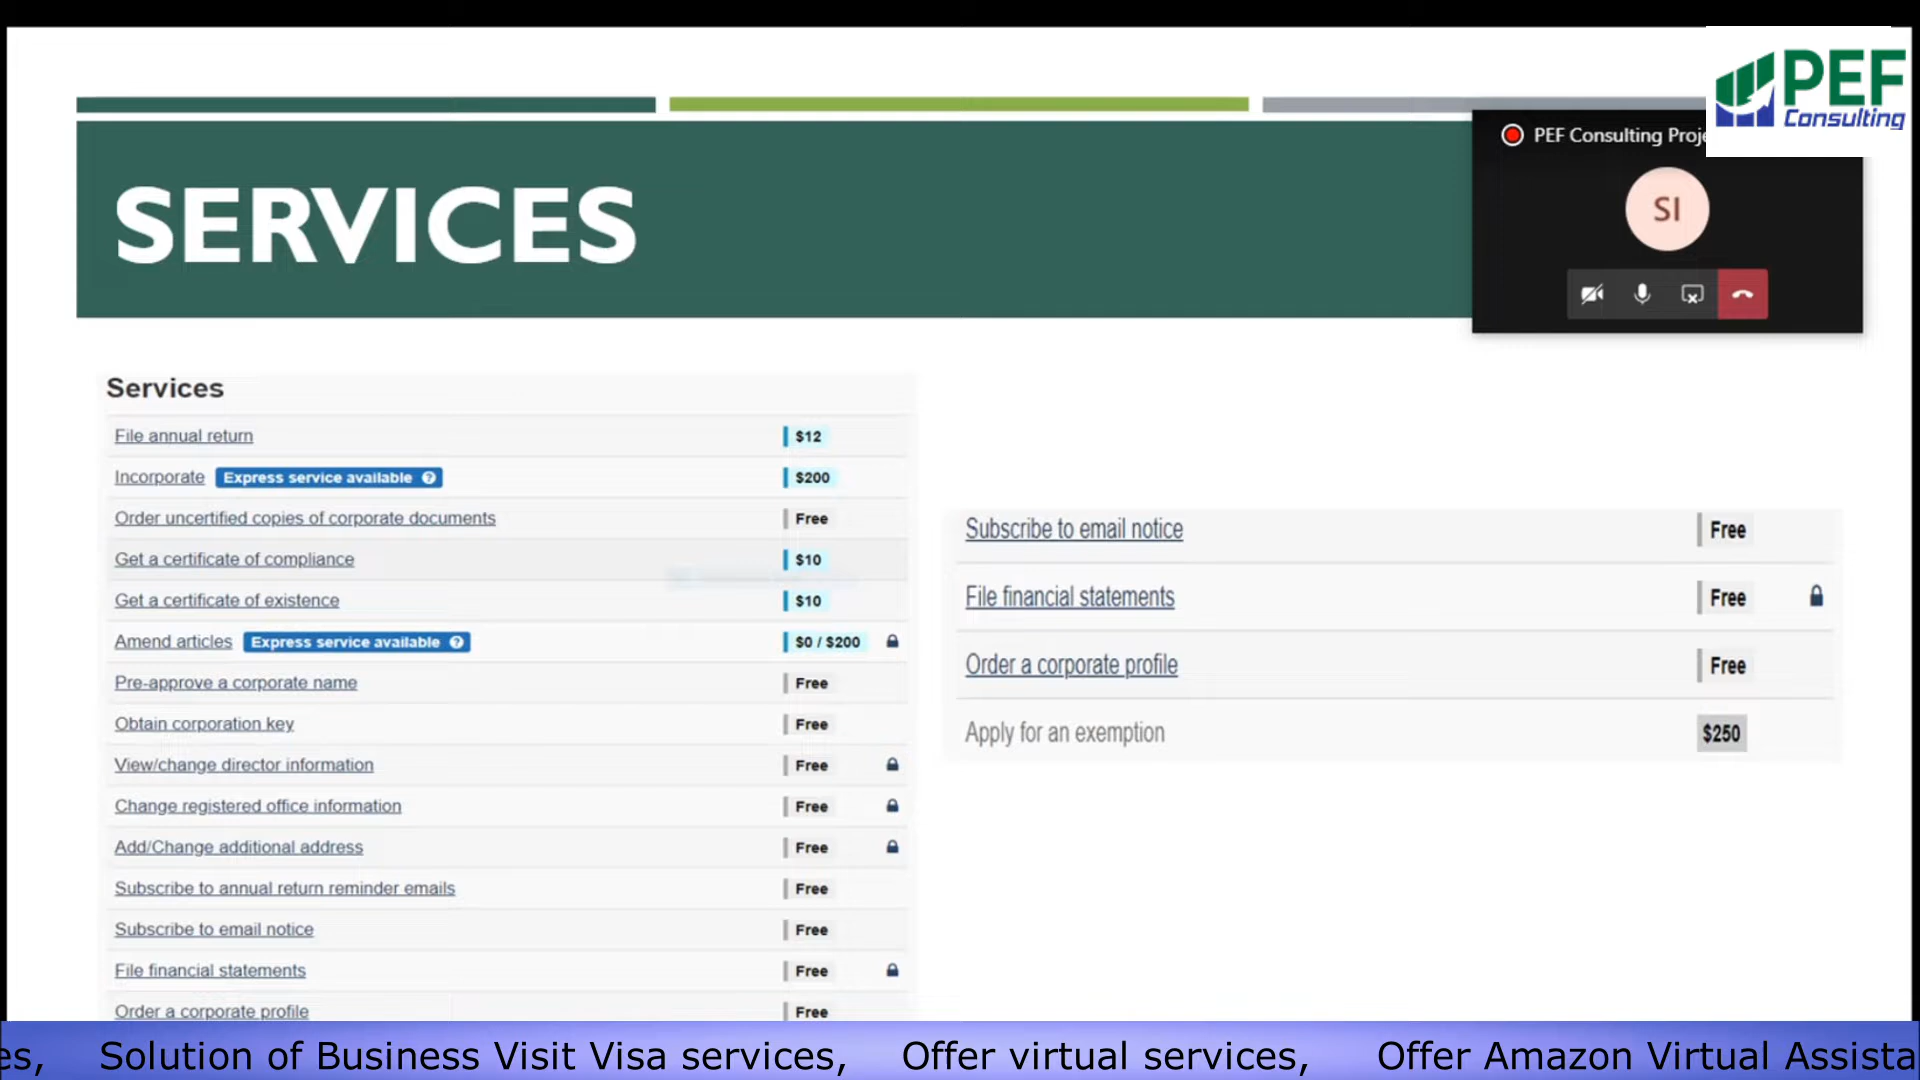 PEF
Consulting
PEF Consulting Proje
SI
SERVICES
Services
File annual return $12
Incorporate Express service available ? $200
Order uncertified copies of corporate documents Free
Get a certificate of compliance $10
Get a certificate of existence $10
Amend articles Express service available ? $0 / $200
Pre-approve a corporate name Free
Obtain corporation key Free
View/change director information Free
Change registered office information Free
Add/Change additional address Free
Subscribe to annual return reminder emails Free
Subscribe to email notice Free
File financial statements Free
Order a corporate profile Free
Subscribe to email notice Free
File financial statements Free
Order a corporate profile Free
Apply for an exemption $250
es, Solution of Business Visit Visa services, Offer virtual services, Offer Amazon Virtual Assista